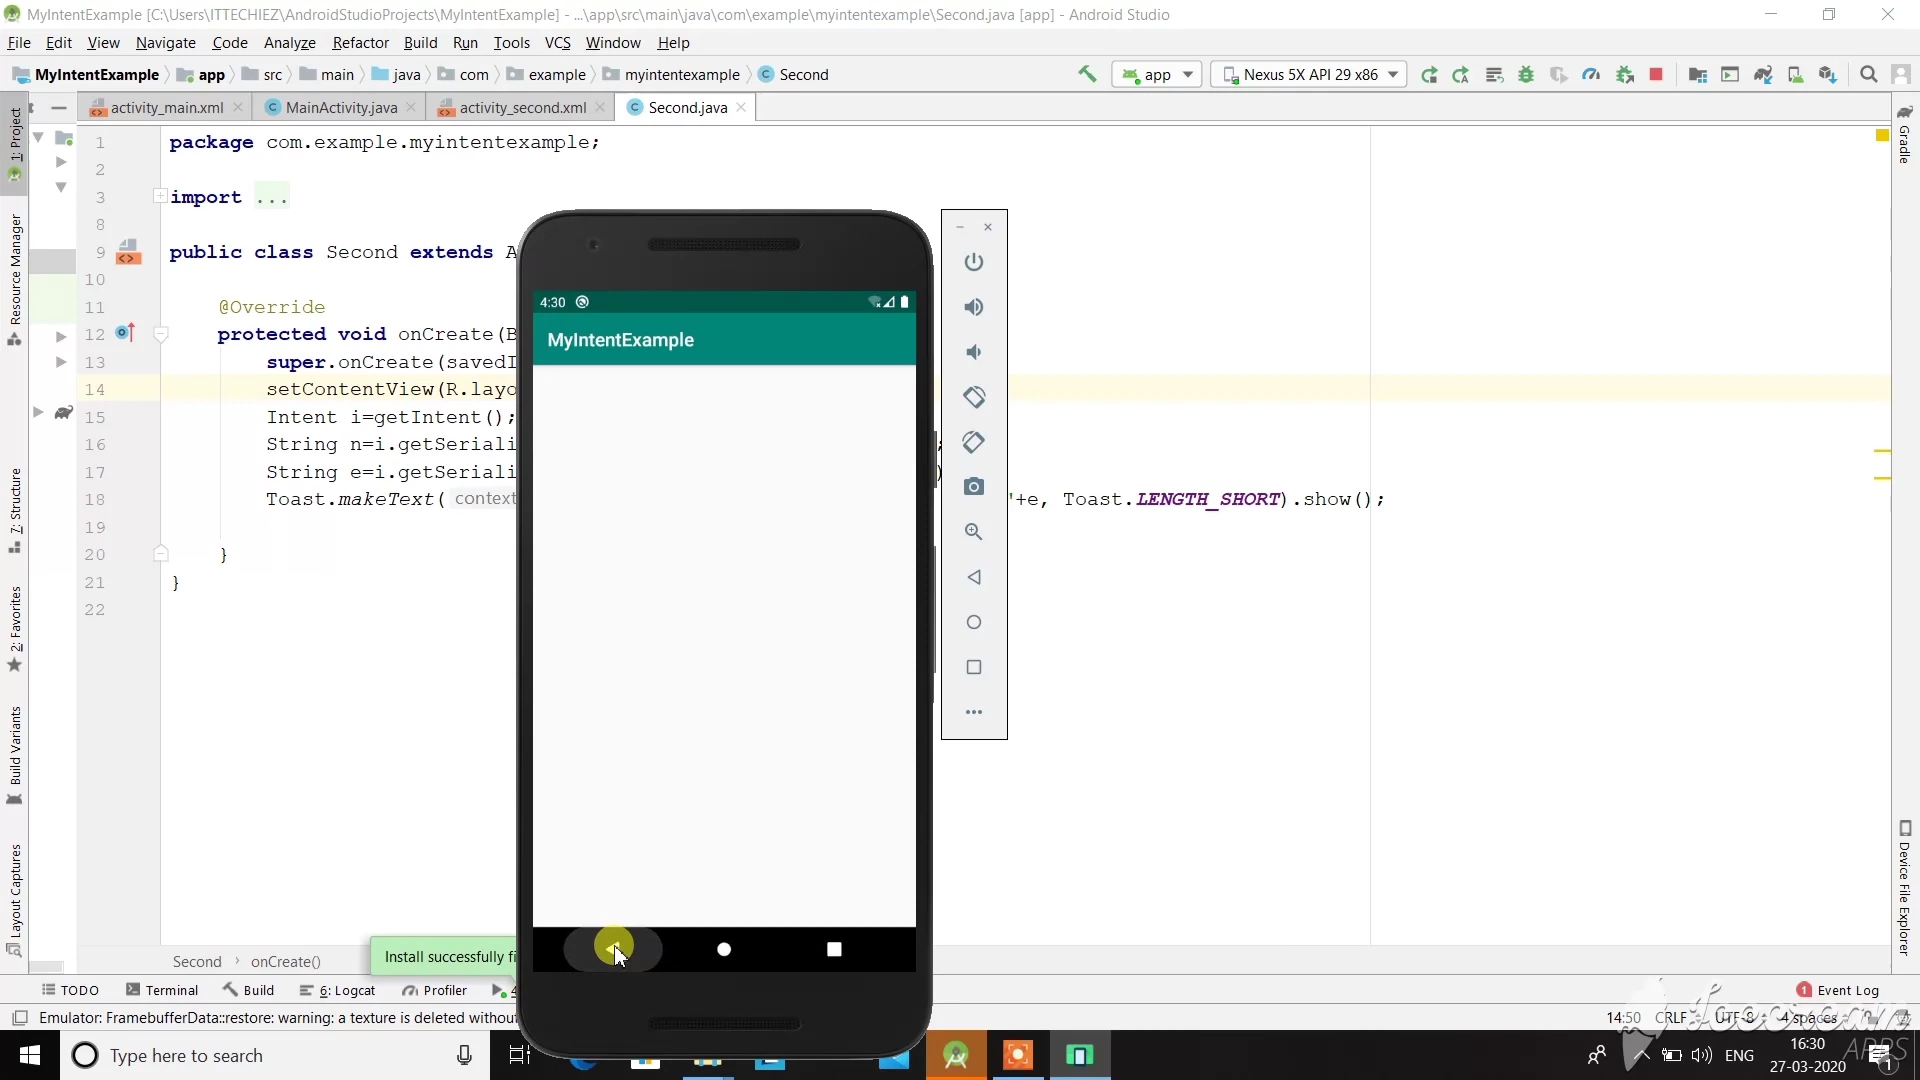 MyIntentExample [C:\Users\ITTECHIEZ\AndroidStudioProjects\MyIntentExample] - ...\app\src\main\java\com\example\myintentexample\Second.java [app] - Android Studio
File Edit View Navigate Code Analyze Refactor Build Run Tools VCS Window Help
MyIntentExample app src main java com example myintentexample Second app Nexus 5X API 29 x86
activity_main.xml MainActivity.java activity_second.xml Second.java
1 package com.example.myintentexample;
2
3 import ...
8
9 public class Second extends A
10
11 @Override
12 protected void onCreate(B
13 super.onCreate(savedI
14 setContentView(R.layo
15 Intent i=getIntent();
16 String n=i.getSeriali
17 String e=i.getSeriali )
18 Toast.makeText( context "+e, Toast.LENGTH_SHORT).show();
19
20 }
21 }
22
4:30
MyIntentExample
1: Project
Resource Manager
7: Structure
2: Favorites
Build Variants
Layout Captures
Gradle
Device File Explorer
Second › onCreate()
Install successfully fi
TODO Terminal Build 6: Logcat Profiler 4 1 Event Log
Emulator: FramebufferData::restore: warning: a texture is deleted withou 14:50 CRLF UTF-8 4 spaces
Icecream
APPS
Type here to search ENG 16:30
27-03-2020
1